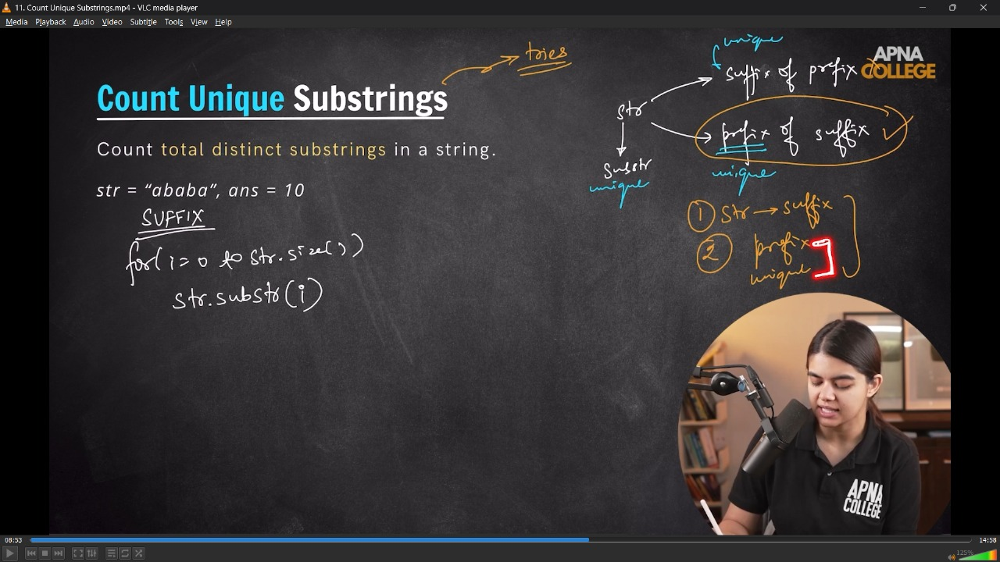 11. Count Unique Substrings.mp4 - VLC media player
Media Playback Audio Video Subtitle Tools View Help
tries
unique
APNA
COLLEGE
suffix of prefix
Count Unique Substrings
str
prefix of suffix
Count total distinct substrings in a string.
substr
unique
unique
str = “ababa”, ans = 10
SUFFIX
1 str → suffix
for(i=0 to str.size())
2 prefix
unique
str.substr(i)
APNA
COLLEGE
08:53
14:58
125%